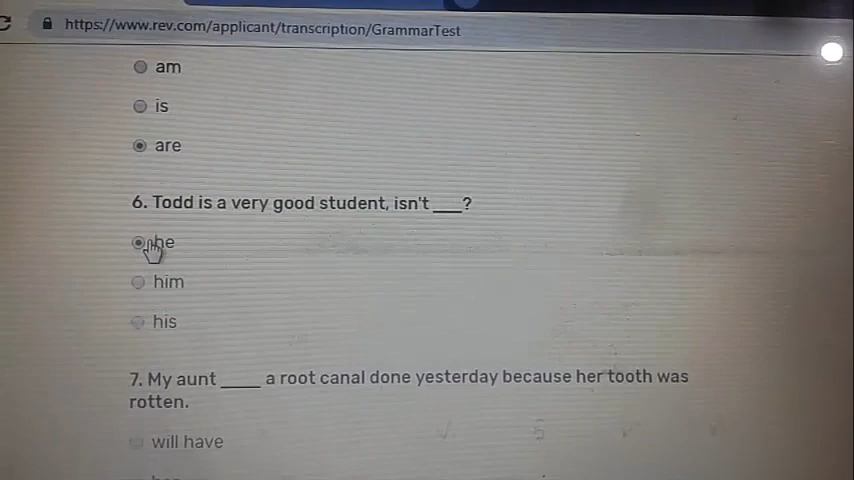 https://www.rev.com/applicant/transcription/GrammarTest
am
is
are
6. Todd is a very good student, isn't ___?
he
him
his
7. My aunt ____ a root canal done yesterday because her tooth was
rotten.
will have